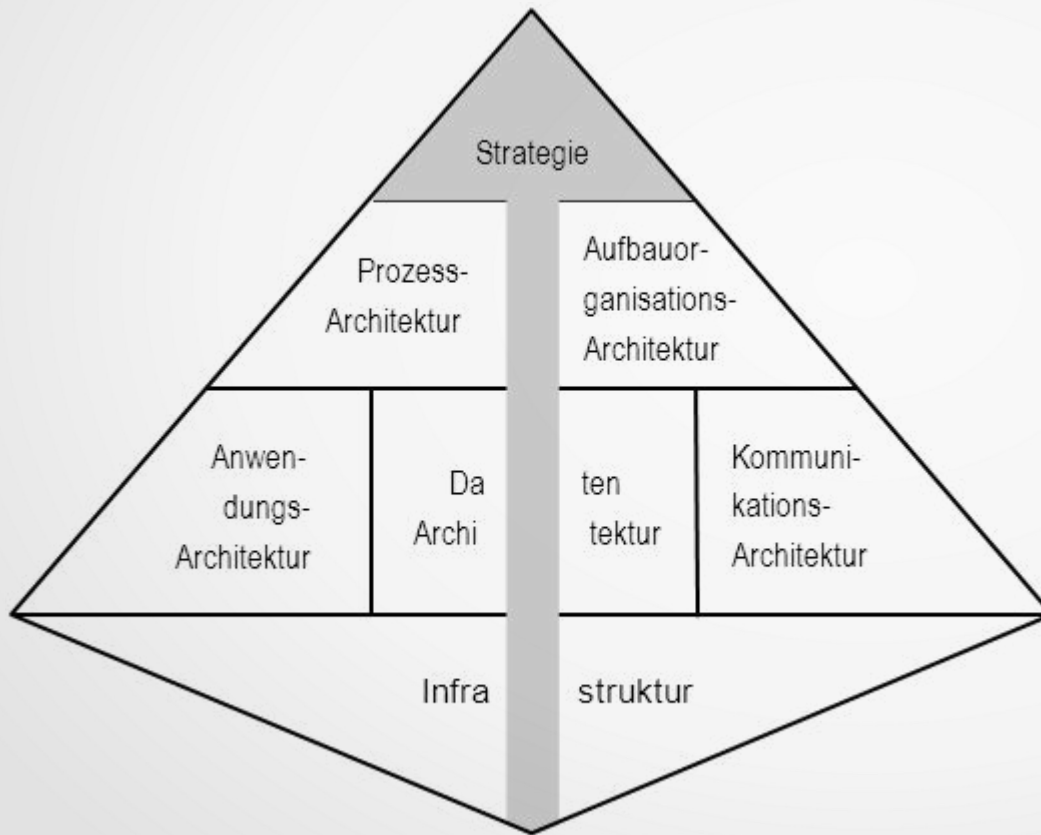 Strategie
Prozess-
Architektur
Aufbauor-
ganisations-
Architektur
Anwen-
dungs-
Architektur
Da ten
Archi tektur
Kommuni-
kations-
Architektur
Infra struktur